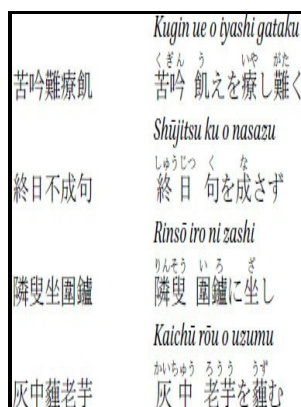 Kugin ue o iyashi gataku
くぎん う いや がた
苦吟難療飢 苦吟 飢えを療し難く
Shūjitsu ku o nasazu
しゅうじつ く な
終日不成句 終日 句を成さず
Rinsō iro ni zashi
りんそう いろ ざ
隣叟坐圍鑪 隣叟 圍鑪に坐し
Kaichū rōu o uzumu
かいちゅう ろうう うず
灰中薶老芋 灰中 老芋を薶む